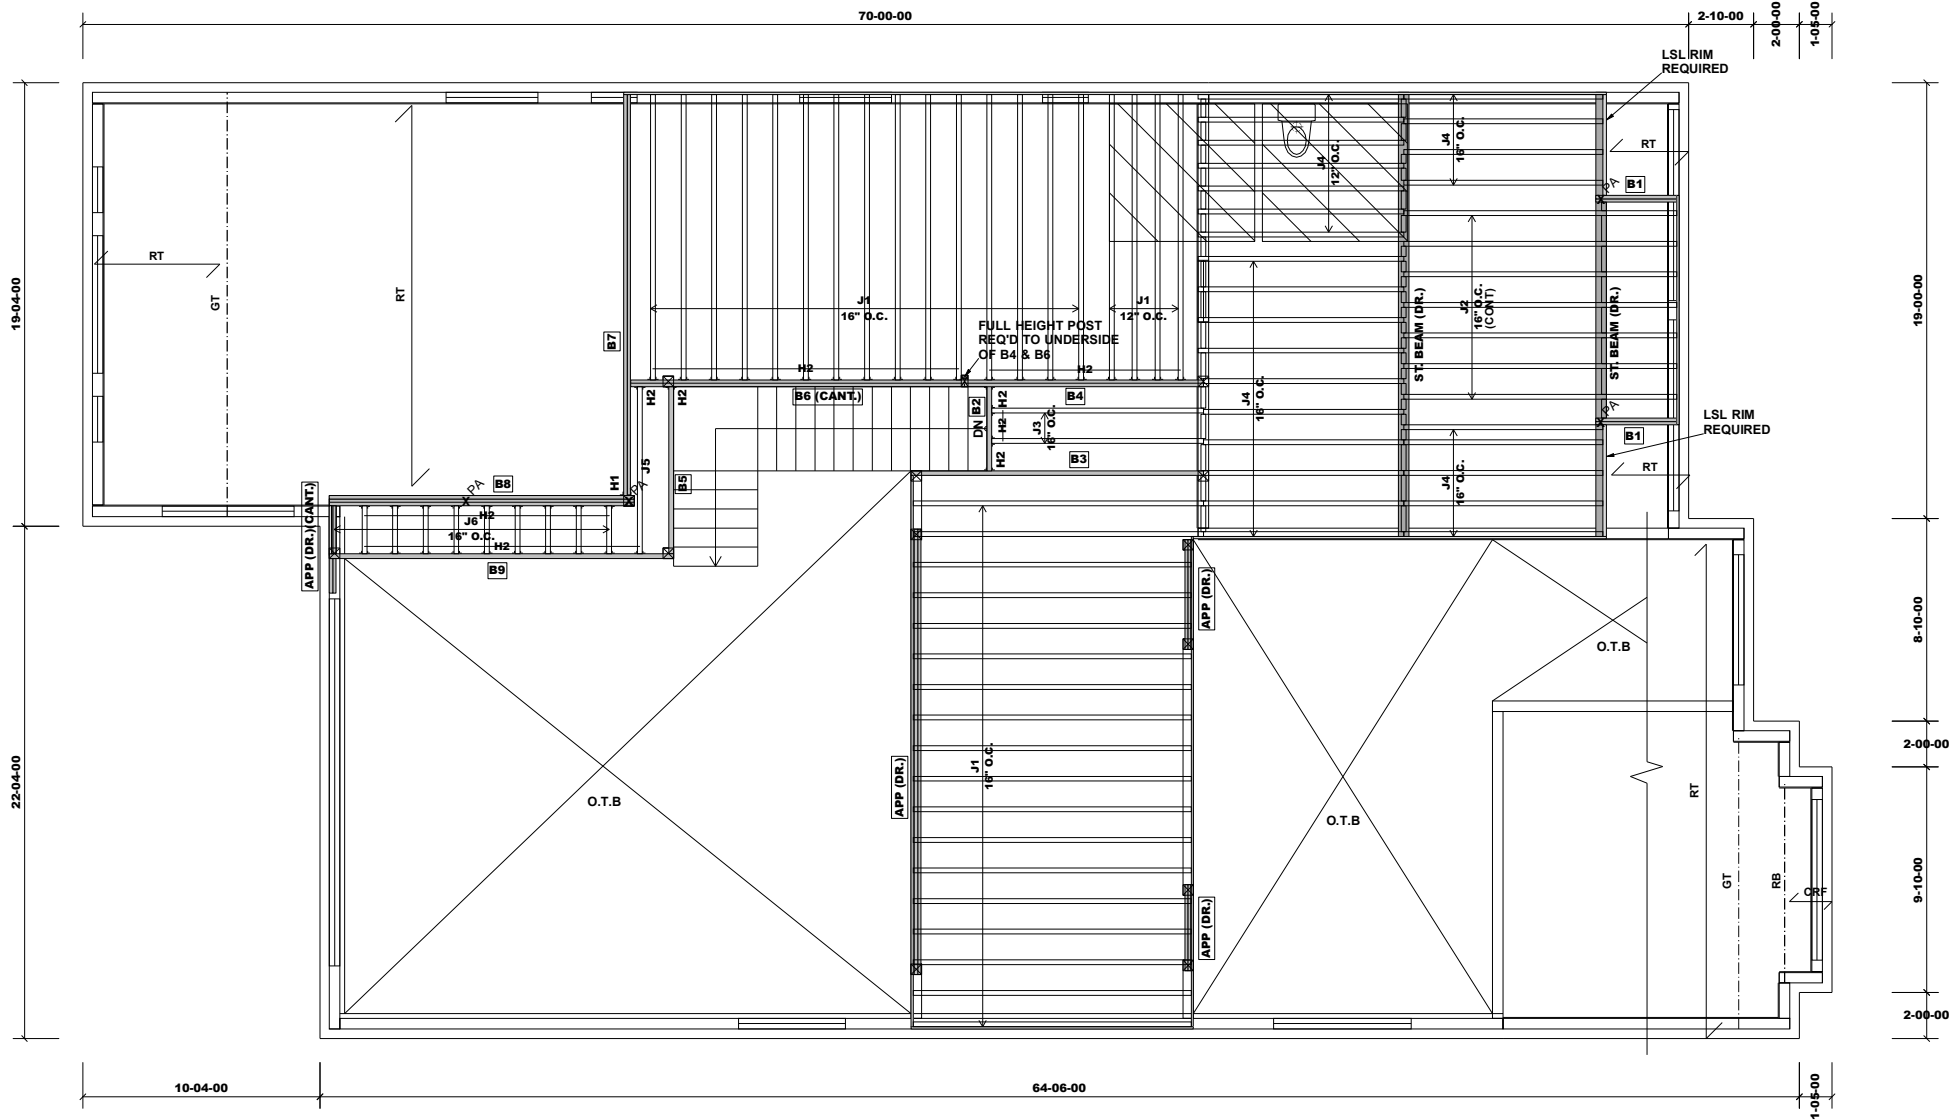 70-00-00
2-10-00
2-00-00
1-05-00
LSL RIM
REQUIRED
19-04-00
19-00-00
RT
GT
RT
B7
J1
16" O.C.
J1
12" O.C.
J4
12" O.C.
J4
16" O.C.
RT
PA
B1
FULL HEIGHT POST
REQ'D TO UNDERSIDE
OF B4 & B6
H2
H2
B6 (CANT.)
B4
H2
H2
H2
B2
DN
H2
H2
J3
16" O.C.
B3
J4
16" O.C.
ST. BEAM (DR.)
J2
16" O.C.
(CONT)
ST. BEAM (DR.)
PA
B1
LSL RIM
REQUIRED
RT
J4
16" O.C.
B8
PA
H1
PA
J5
B5
APP (DR.)(CANT.)
H2
J6
16" O.C.
H2
B9
O.T.B
APP (DR.)
J1
16" O.C.
APP (DR.)
APP (DR.)
O.T.B
O.T.B
RT
GT
RB
CRF
8-10-00
2-00-00
9-10-00
2-00-00
22-04-00
10-04-00
64-06-00
1-05-00